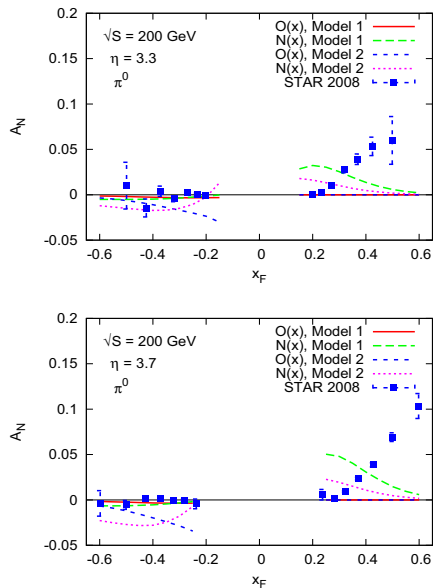 √S = 200 GeV
η = 3.3
π⁰
O(x), Model 1
N(x), Model 1
O(x), Model 2
N(x), Model 2
STAR 2008
0.2
0.15
0.1
0.05
0
-0.05
A_N
-0.6 -0.4 -0.2 0 0.2 0.4 0.6
x_F
√S = 200 GeV
η = 3.7
π⁰
O(x), Model 1
N(x), Model 1
O(x), Model 2
N(x), Model 2
STAR 2008
0.2
0.15
0.1
0.05
0
-0.05
A_N
-0.6 -0.4 -0.2 0 0.2 0.4 0.6
x_F